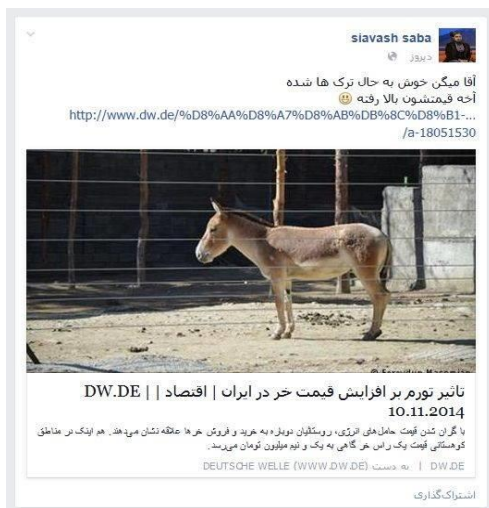 siavash saba
دیروز
آقا میگن خوش به حال ترک ها شده
آخه قیمتشون بالا رفته
http://www.dw.de/%D8%AA%D8%A7%D8%AB%DB%8C%D8%B1-...
/a-18051530
تاثیر تورم بر افزایش قیمت خر در ایران | اقتصاد | | DW.DE
10.11.2014
با گران شدن قیمت حامل‌های انرژی، روستائیان دوباره به خرید و فروش خرها علاقه نشان می‌دهند. هم اینک در مناطق
کوهستانی قیمت یک راس خر گاهی به یک و نیم میلیون تومان می‌رسد.
DW.DE | به دست DEUTSCHE WELLE (WWW.DW.DE)
اشتراک‌گذاری